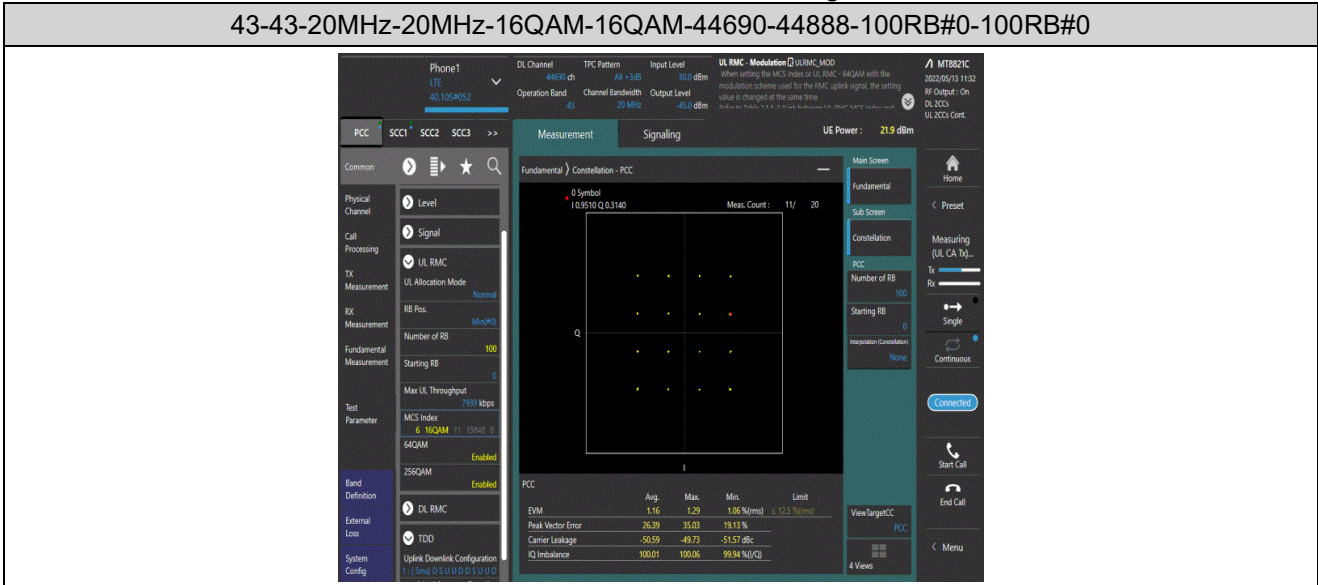 43-43-20MHz-20MHz-16QAM-16QAM-44690-44888-100RB#0-100RB#0
Phone1
LTE
40.10S#052
DL Channel
44690 ch
TPC Pattern
All +3dB
Input Level
30.0 dBm
Operation Band
43
Channel Bandwidth
20 MHz
Output Level
-45.0 dBm
UL RMC - Modulation ULRMC_MOD
When setting the MCS index or UL RMC - 64QAM with the
modulation scheme used for the RMC uplink signal, the setting
value is changed at the same time.
MT8821C
2022/05/13 11:32
RF Output : On
DL 2CCs
UL 2CCs Cont.
PCC SCC1 SCC2 SCC3 >>
Measurement
Signaling
UE Power : 21.9 dBm
Common
Physical
Channel
Call
Processing
TX
Measurement
RX
Measurement
Fundamental
Measurement
Test
Parameter
Band
Definition
External
Loss
System
Config
Level
Signal
UL RMC
UL Allocation Mode
Normal
RB Pos.
Min(#0)
Number of RB
100
Starting RB
0
Max UL Throughput
7939 kbps
MCS Index
6 16QAM 11 19848 0
64QAM
Enabled
256QAM
Enabled
DL RMC
TDD
Uplink Downlink Configuration
1 : ( 5ms) D S U U D D S U U D
Fundamental 〉 Constellation - PCC
0 Symbol
I 0.9510 Q 0.3140
Meas. Count : 11/ 20
Q
I
PCC
Avg. Max. Min. Limit
EVM 1.16 1.29 1.06 %(rms) ≤ 12.5 %(rms)
Peak Vector Error 26.39 35.03 19.13 %
Carrier Leakage -50.59 -49.73 -51.57 dBc
IQ Imbalance 100.01 100.06 99.94 %(I/Q)
Main Screen
Fundamental
Sub Screen
Constellation
PCC
Number of RB
100
Starting RB
0
Interpolation (Constellation)
None
ViewTargetCC
PCC
4 Views
Home
Preset
Measuring
(UL CA Tx)...
Tx
Rx
Single
Continuous
Connected
Start Call
End Call
Menu